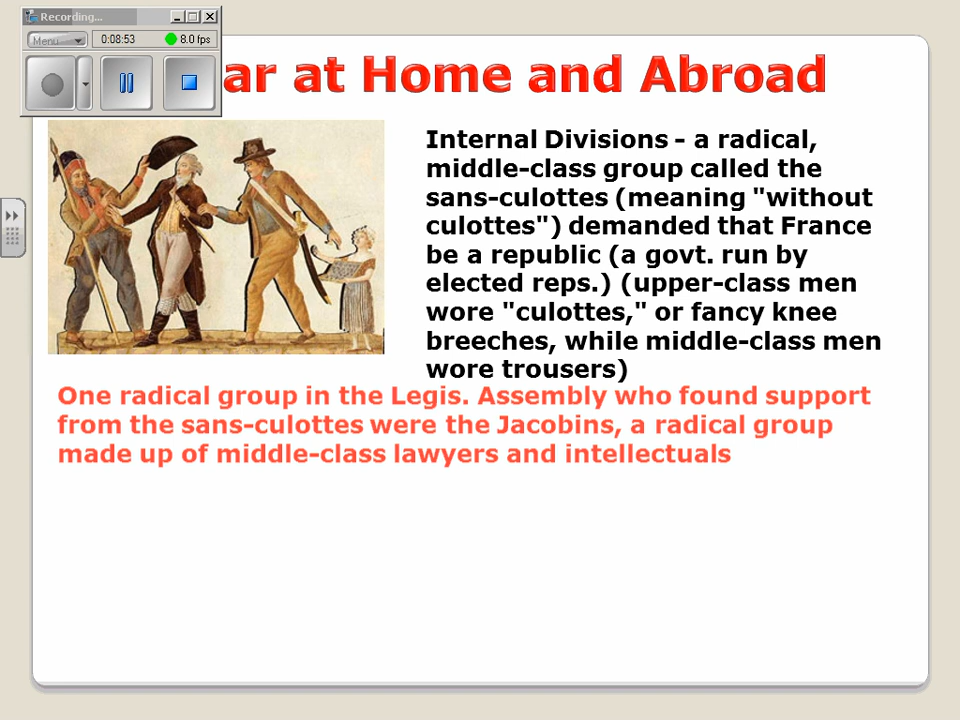 Recording...
Menu
0:08:53
8.0 fps
ar at Home and Abroad
Internal Divisions - a radical,
middle-class group called the
sans-culottes (meaning "without
culottes") demanded that France
be a republic (a govt. run by
elected reps.) (upper-class men
wore "culottes," or fancy knee
breeches, while middle-class men
wore trousers)
One radical group in the Legis. Assembly who found support
from the sans-culottes were the Jacobins, a radical group
made up of middle-class lawyers and intellectuals